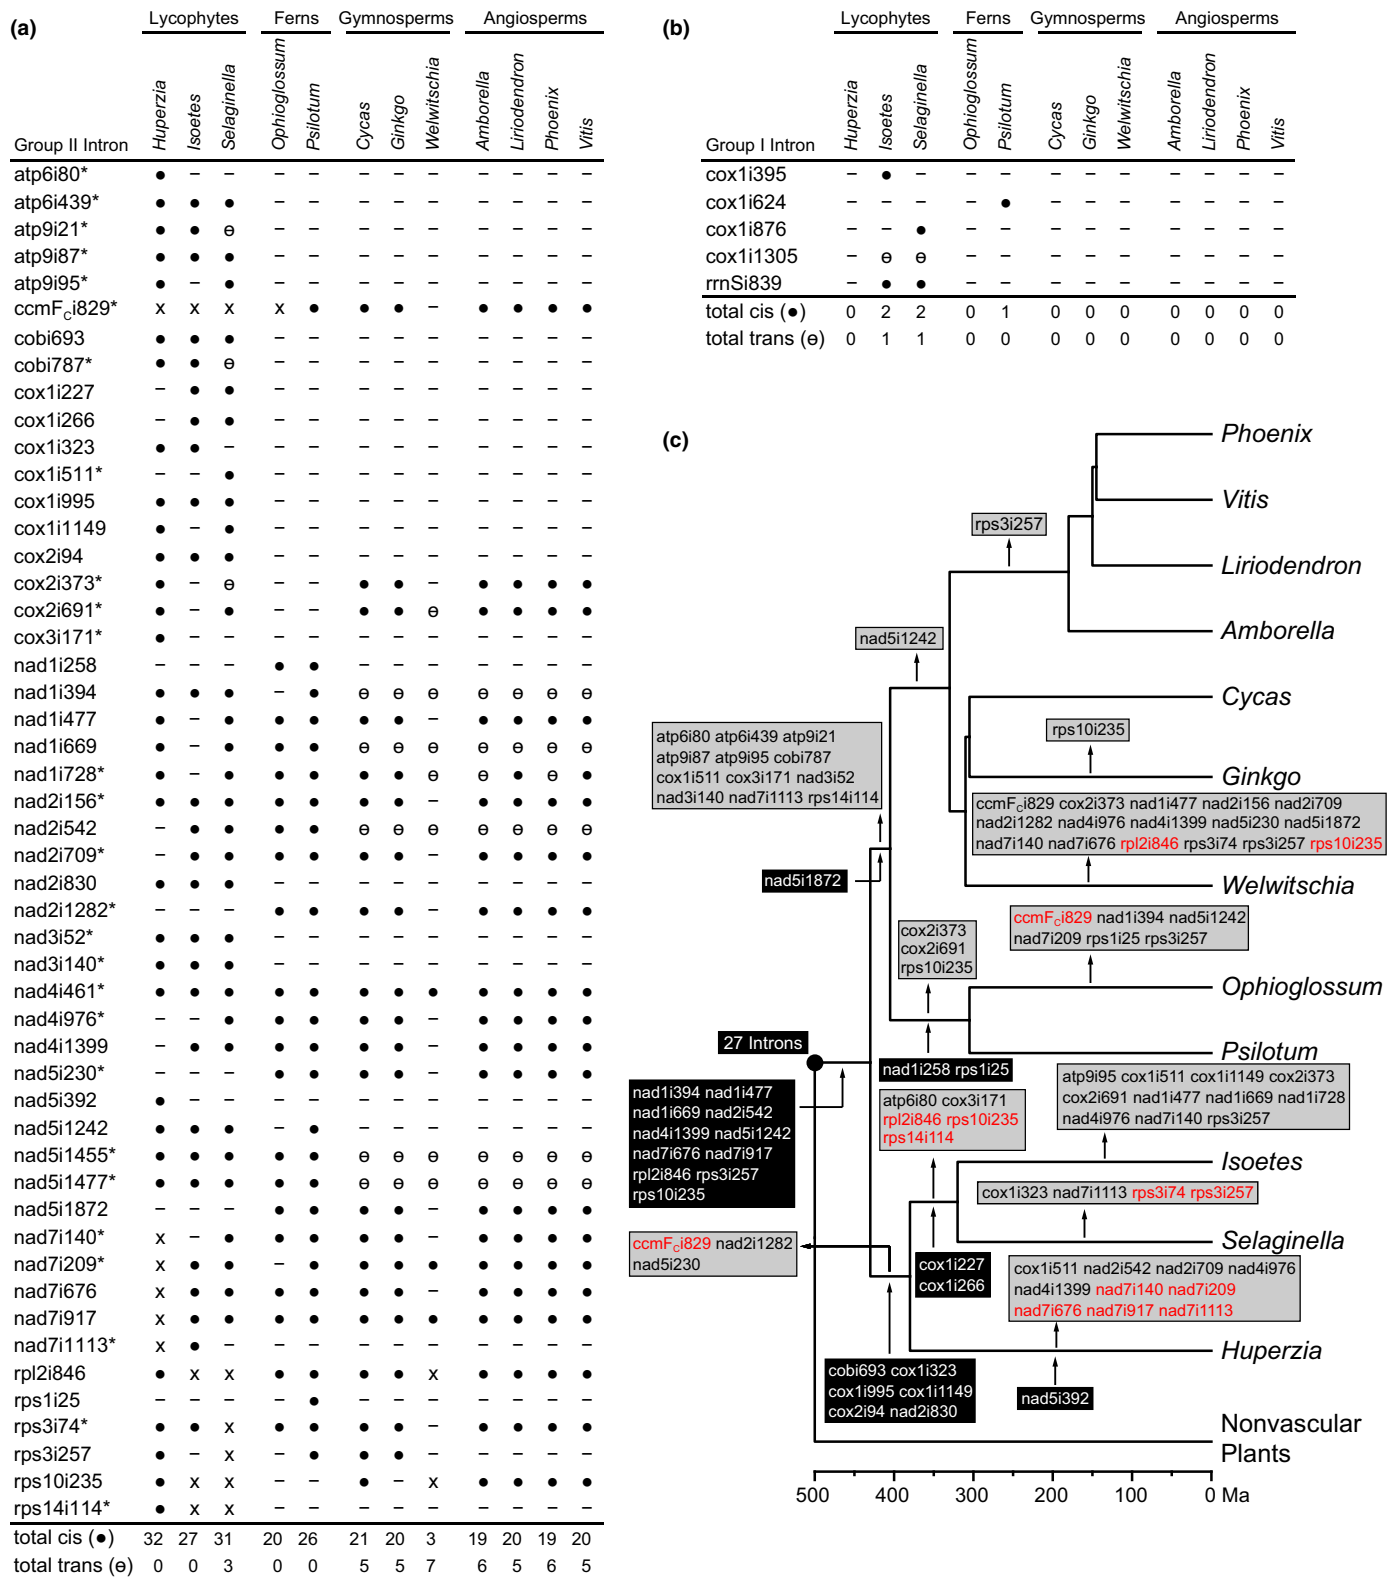 (a)
Lycophytes Ferns Gymnosperms Angiosperms
Group II Intron Huperzia Isoetes Selaginella Ophioglossum Psilotum Cycas Ginkgo Welwitschia Amborella Liriodendron Phoenix Vitis
atp6i80* ● – – – – – – – – – – –
atp6i439* ● ● ● – – – – – – – – –
atp9i21* ● ● ɵ – – – – – – – – –
atp9i87* ● ● ● – – – – – – – – –
atp9i95* ● – ● – – – – – – – – –
ccmFCi829* x x x x ● ● ● – ● ● ● ●
cobi693 ● ● ● – – – – – – – – –
cobi787* ● ● ɵ – – – – – – – – –
cox1i227 – ● ● – – – – – – – – –
cox1i266 – ● ● – – – – – – – – –
cox1i323 ● ● – – – – – – – – – –
cox1i511* – – ● – – – – – – – – –
cox1i995 ● ● ● – – – – – – – – –
cox1i1149 ● – ● – – – – – – – – –
cox2i94 ● ● ● – – – – – – – – –
cox2i373* ● – ɵ – – ● ● – ● ● ● ●
cox2i691* ● – ● – – ● ● ɵ ● ● ● ●
cox3i171* ● – – – – – – – – – – –
nad1i258 – – – ● ● – – – – – – –
nad1i394 ● ● ● – ● ɵ ɵ ɵ ɵ ɵ ɵ ɵ
nad1i477 ● – ● ● ● ● ● – ● ● ● ●
nad1i669 ● – ● ● ● ɵ ɵ ɵ ɵ ɵ ɵ ɵ
nad1i728* ● – ● ● ● ● ● ɵ ɵ ● ɵ ●
nad2i156* ● ● ● ● ● ● ● – ● ● ● ●
nad2i542 – ● ● ● ● ɵ ɵ ɵ ɵ ɵ ɵ ɵ
nad2i709* – ● ● ● ● ● ● – ● ● ● ●
nad2i830 ● ● ● – – – – – – – – –
nad2i1282* – – – ● ● ● ● – ● ● ● ●
nad3i52* ● ● ● – – – – – – – – –
nad3i140* ● ● ● – – – – – – – – –
nad4i461* ● ● ● ● ● ● ● ● ● ● ● ●
nad4i976* – – ● ● ● ● ● – ● ● ● ●
nad4i1399 – ● ● ● ● ● ● – ● ● ● ●
nad5i230* – – – ● ● ● ● – ● ● ● ●
nad5i392 ● – – – – – – – – – – –
nad5i1242 ● ● ● – ● – – – – – – –
nad5i1455* ● ● ● ● ● ɵ ɵ ɵ ɵ ɵ ɵ ɵ
nad5i1477* ● ● ● ● ● ɵ ɵ ɵ ɵ ɵ ɵ ɵ
nad5i1872 – – – ● ● ● ● – ● ● ● ●
nad7i140* x – ● ● ● ● ● – ● ● ● ●
nad7i209* x ● ● – ● ● ● ● ● ● ● ●
nad7i676 x ● ● ● ● ● ● – ● ● ● ●
nad7i917 x ● ● ● ● ● ● ● ● ● ● ●
nad7i1113* x ● – – – – – – – – – –
rpl2i846 ● x x ● ● ● ● x ● ● ● ●
rps1i25 – – – – ● – – – – – – –
rps3i74* ● ● x ● ● ● ● – ● ● ● ●
rps3i257 ● – x – ● ● ● – – – – –
rps10i235 ● x x – – ● – x ● ● ● ●
rps14i114* ● x x – – – – – – – – –
total cis (●) 32 27 31 20 26 21 20 3 19 20 19 20
total trans (ɵ) 0 0 3 0 0 5 5 7 6 5 6 5
(b)
Lycophytes Ferns Gymnosperms Angiosperms
Group I Intron Huperzia Isoetes Selaginella Ophioglossum Psilotum Cycas Ginkgo Welwitschia Amborella Liriodendron Phoenix Vitis
cox1i395 – ● – – – – – – – – – –
cox1i624 – – – – ● – – – – – – –
cox1i876 – – ● – – – – – – – – –
cox1i1305 – ɵ ɵ – – – – – – – – –
rrnSi839 – ● ● – – – – – – – – –
total cis (●) 0 2 2 0 1 0 0 0 0 0 0 0
total trans (ɵ) 0 1 1 0 0 0 0 0 0 0 0 0
(c)
Phoenix
Vitis
rps3i257
Liriodendron
Amborella
nad5i1242
Cycas
rps10i235
Ginkgo
atp6i80 atp6i439 atp9i21
atp9i87 atp9i95 cobi787
cox1i511 cox3i171 nad3i52
nad3i140 nad7i1113 rps14i114
ccmFCi829 cox2i373 nad1i477 nad2i156 nad2i709
nad2i1282 nad4i976 nad4i1399 nad5i230 nad5i1872
nad7i140 nad7i676 rpl2i846 rps3i74 rps3i257 rps10i235
Welwitschia
nad5i1872
cox2i373
cox2i691
rps10i235
ccmFCi829 nad1i394 nad5i1242
nad7i209 rps1i25 rps3i257
Ophioglossum
Psilotum
27 Introns
nad1i258 rps1i25
nad1i394 nad1i477
nad1i669 nad2i542
nad4i1399 nad5i1242
nad7i676 nad7i917
rpl2i846 rps3i257
rps10i235
atp6i80 cox3i171
rpl2i846 rps10i235
rps14i114
atp9i95 cox1i511 cox1i1149 cox2i373
cox2i691 nad1i477 nad1i669 nad1i728
nad4i976 nad7i140 rps3i257
Isoetes
cox1i323 nad7i1113 rps3i74 rps3i257
Selaginella
ccmFCi829 nad2i1282
nad5i230
cox1i227
cox1i266
cox1i511 nad2i542 nad2i709 nad4i976
nad4i1399 nad7i140 nad7i209
nad7i676 nad7i917 nad7i1113
Huperzia
cobi693 cox1i323
cox1i995 cox1i1149
cox2i94 nad2i830
nad5i392
Nonvascular
Plants
500 400 300 200 100 0 Ma